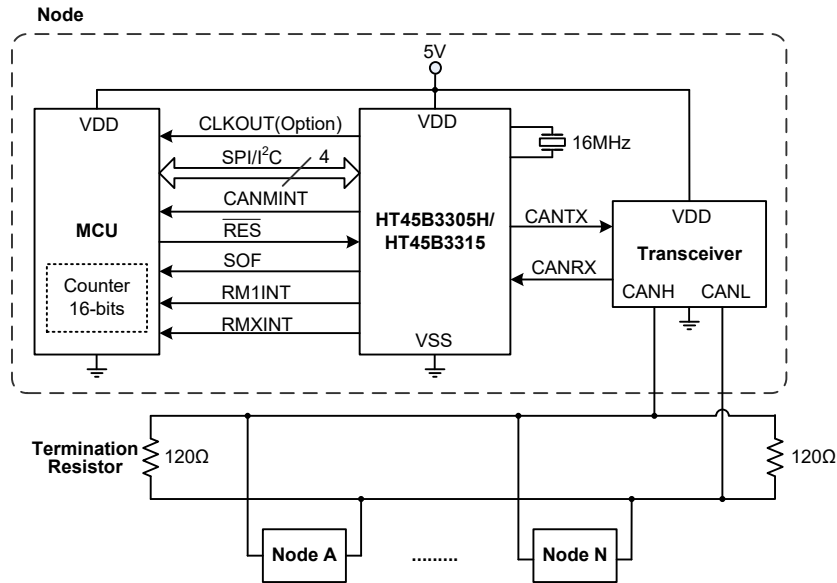 Node
5V
VDD
CLKOUT(Option)
VDD
16MHz
SPI/I²C
4
CANMINT
MCU
HT45B3305H/
HT45B3315
CANTX
VDD
RES
Transceiver
SOF
CANRX
Counter
16-bits
RM1INT
CANH
CANL
RMXINT
VSS
Termination
Resistor
120Ω
120Ω
Node A
.........
Node N